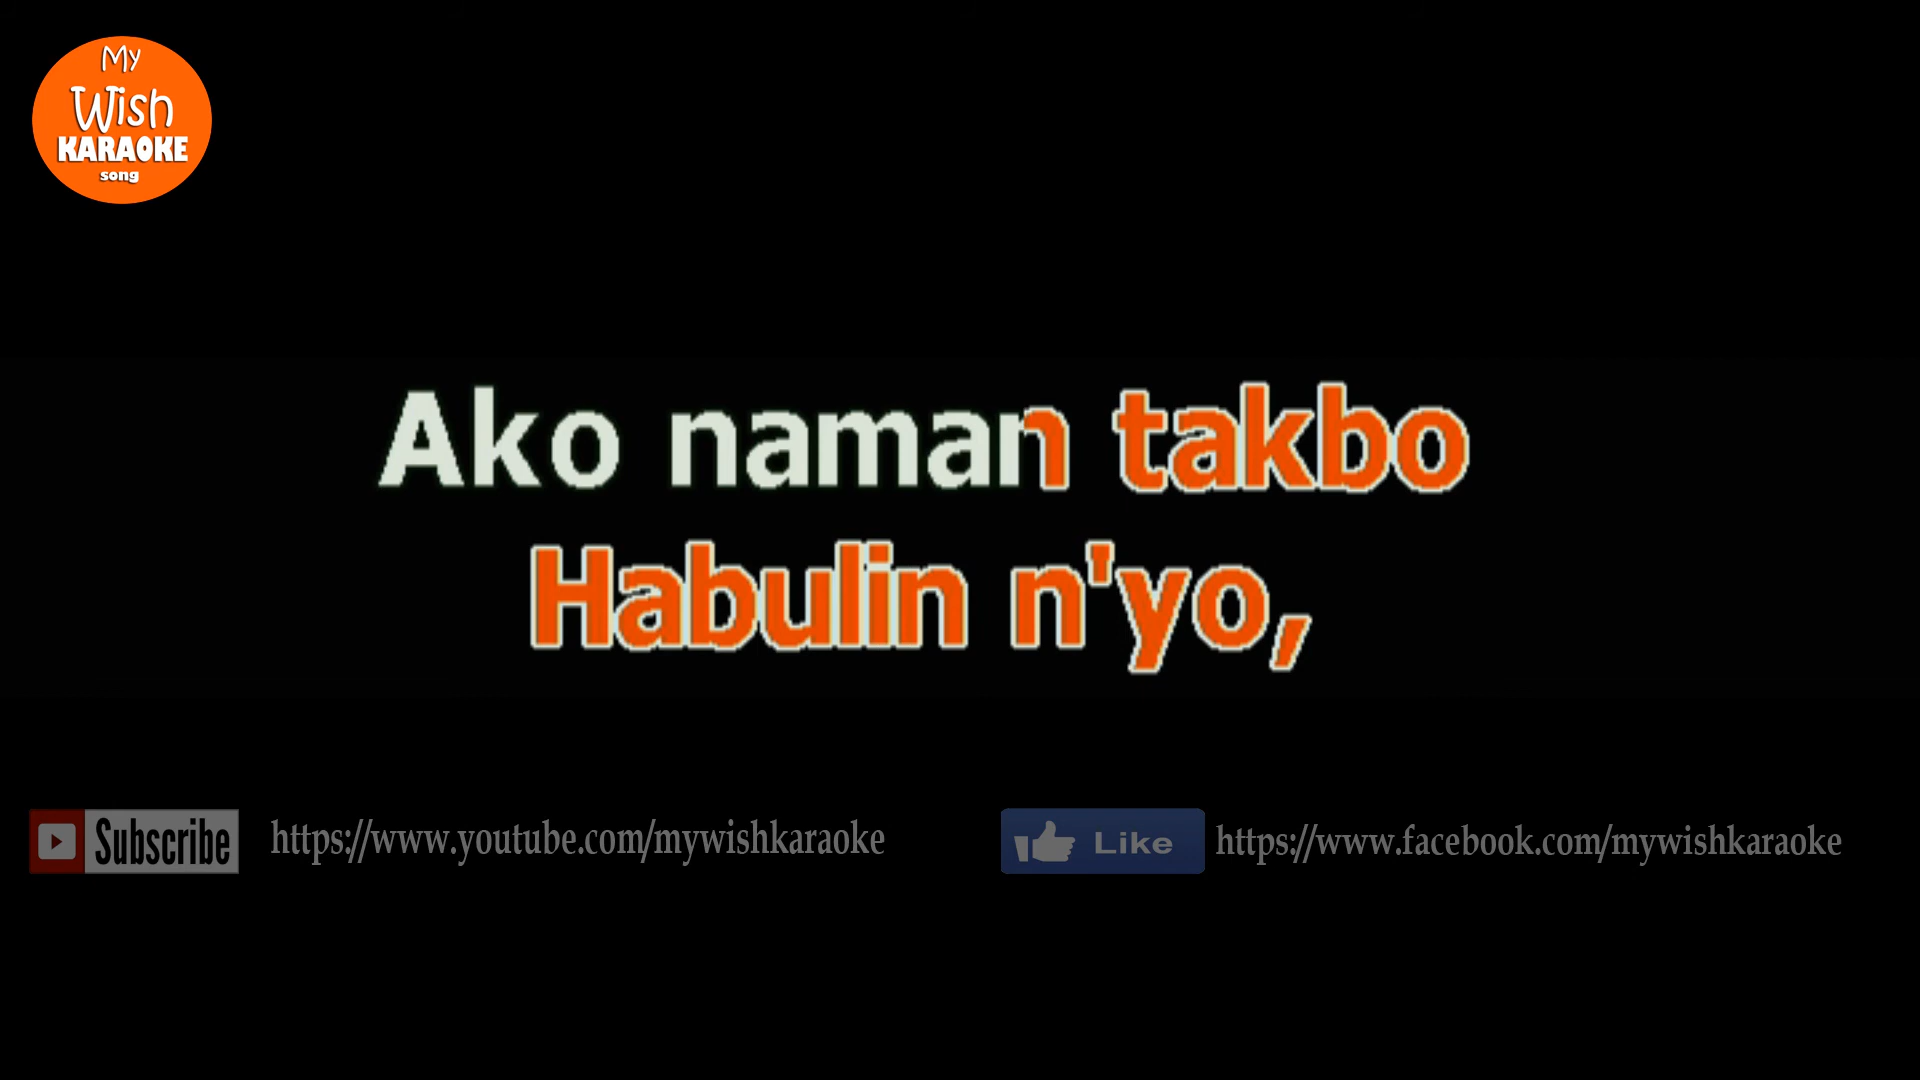 My
Wish
KARAOKE
song
Ako naman takbo
Habulin n'yo,
Subscribe https://www.youtube.com/mywishkaraoke Like https://www.facebook.com/mywishkaraoke